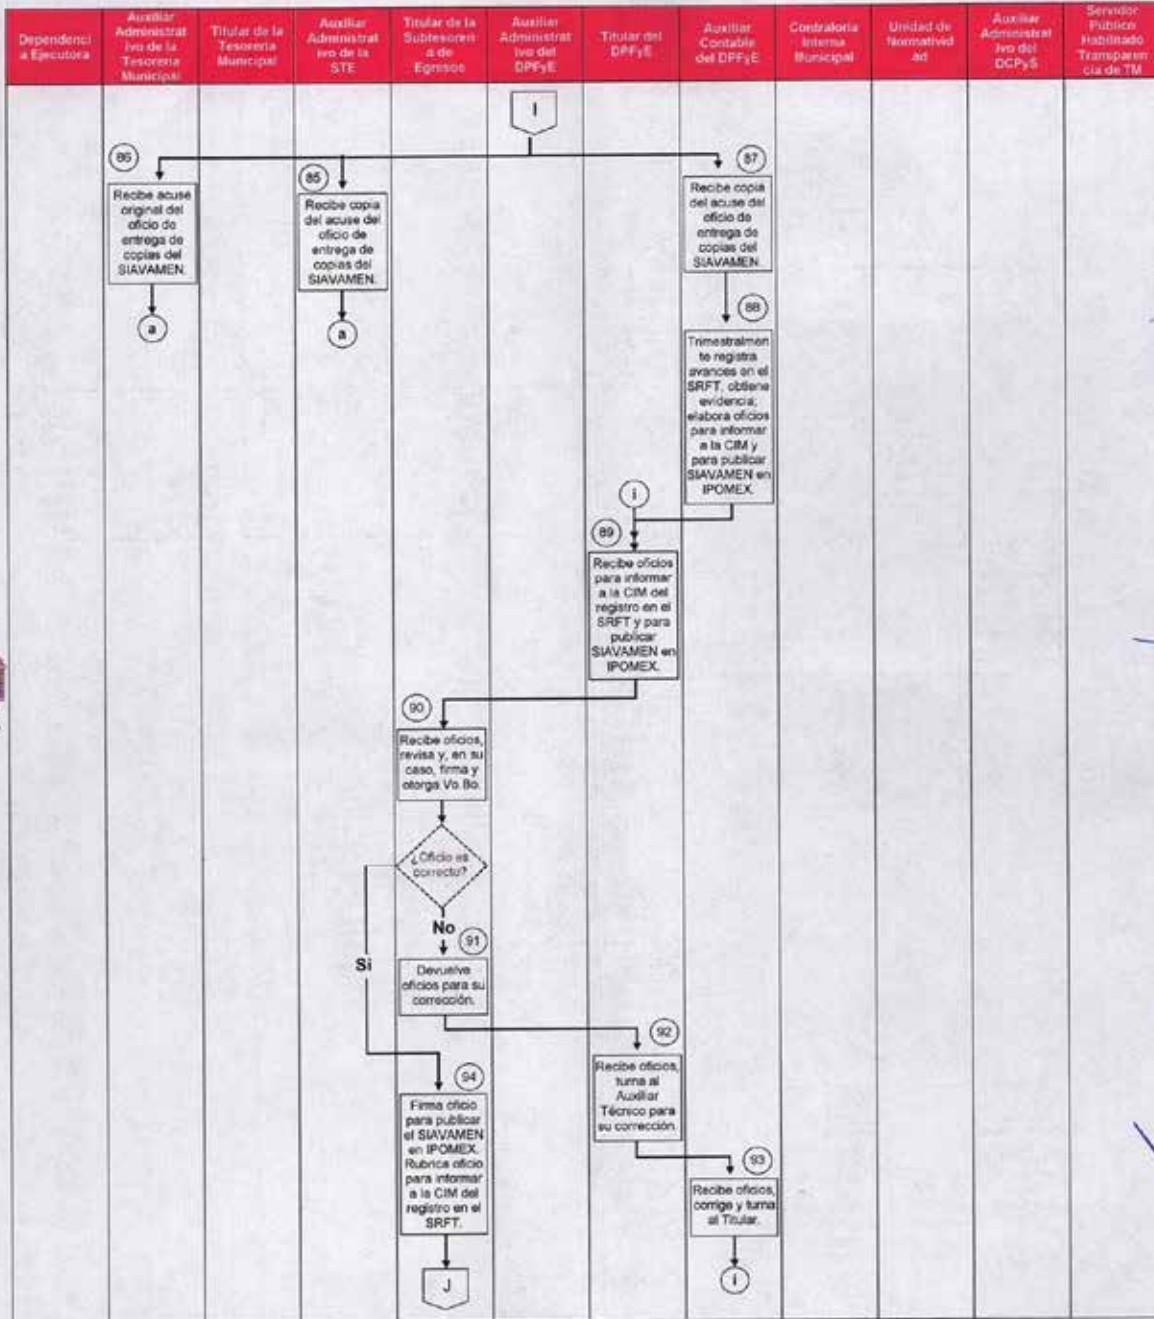 Dependenci
a Ejecutora
Auxiliar
Administrat
ivo de la
Tesorería
Municipal
Titular de la
Tesorería
Municipal
Auxiliar
Administrat
ivo de la
STE
Titular de la
Subtesorerí
a de
Egresos
Auxiliar
Administrat
ivo del
DPFyE
Titular del
DPFyE
Auxiliar
Contable
del DPFyE
Contraloría
Interna
Municipal
Unidad de
Normativid
ad
Auxiliar
Administrat
ivo del
DCPyS
Servidor
Público
Habilitado
Transparen
cia de TM
I
86
Recibe acuse
original del
oficio de
entrega de
copias del
SIAVAMEN.
a
85
Recibe copia
del acuse del
oficio de
entrega de
copias del
SIAVAMEN.
a
87
Recibe copia
del acuse del
oficio de
entrega de
copias del
SIAVAMEN.
88
Trimestralmen
te registra
avances en el
SRFT, obtiene
evidencia;
elabora oficios
para informar
a la CIM y
para publicar
SIAVAMEN en
IPOMEX.
i
89
Recibe oficios
para informar
a la CIM del
registro en el
SRFT y para
publicar
SIAVAMEN en
IPOMEX.
90
Recibe oficios,
revisa y, en su
caso, firma y
otorga Vo.Bo.
¿Oficio es
correcto?
No
Si
91
Devuelve
oficios para su
corrección.
92
Recibe oficios,
turna al
Auxiliar
Técnico para
su corrección.
93
Recibe oficios,
corrige y turna
al Titular.
i
94
Firma oficio
para publicar
el SIAVAMEN
en IPOMEX.
Rubrica oficio
para informar
a la CIM del
registro en el
SRFT.
J